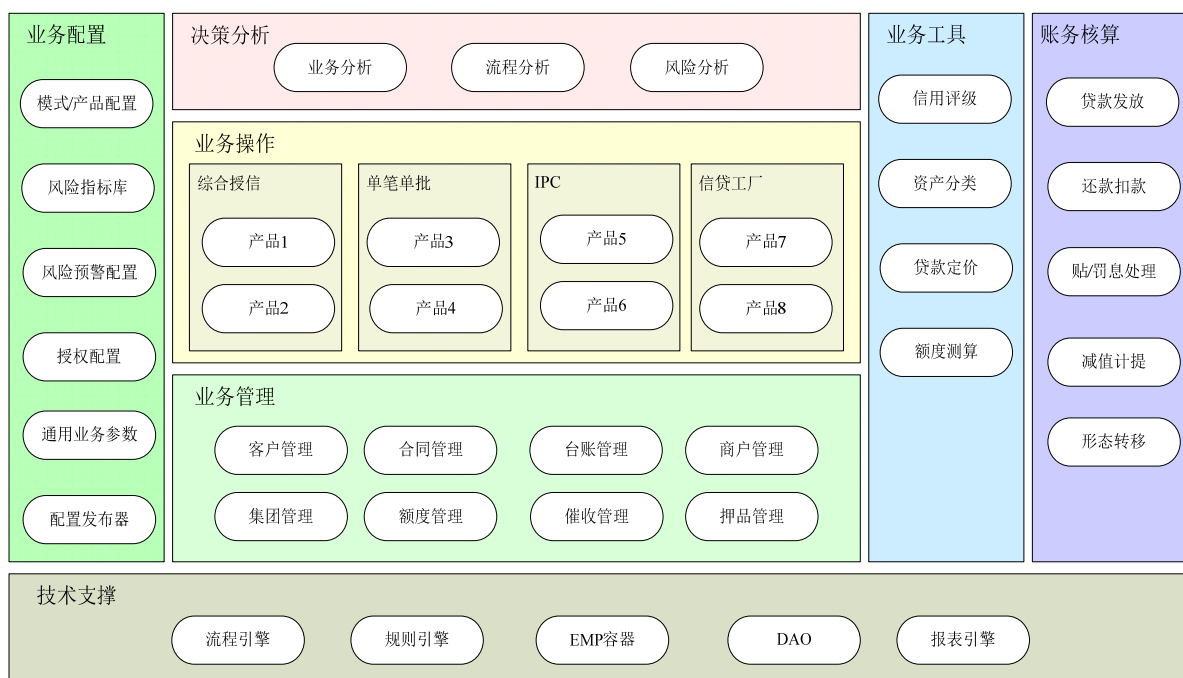 业务配置
模式/产品配置
风险指标库
风险预警配置
授权配置
通用业务参数
配置发布器
决策分析
业务分析
流程分析
风险分析
业务操作
综合授信
产品1
产品2
单笔单批
产品3
产品4
IPC
产品5
产品6
信贷工厂
产品7
产品8
业务管理
客户管理
合同管理
台账管理
商户管理
集团管理
额度管理
催收管理
押品管理
业务工具
信用评级
资产分类
贷款定价
额度测算
账务核算
贷款发放
还款扣款
贴/罚息处理
减值计提
形态转移
技术支撑
流程引擎
规则引擎
EMP容器
DAO
报表引擎